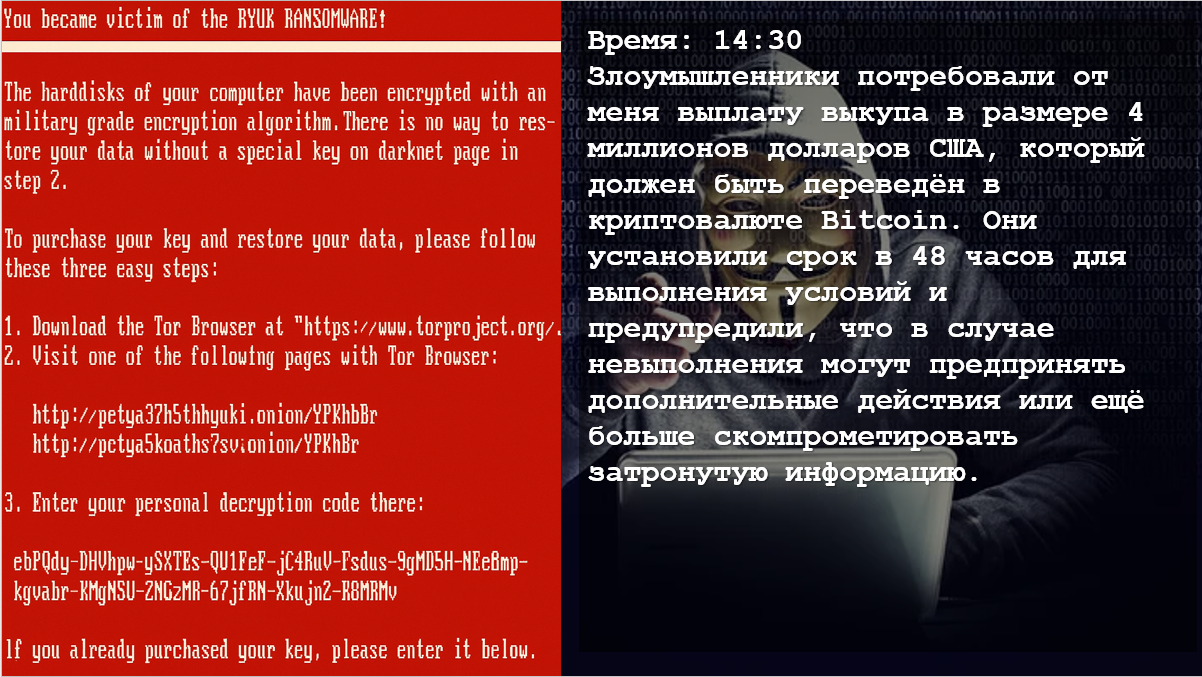 You became victim of the RYUK RANSOMWARE!
The harddisks of your computer have been encrypted with an
military grade encryption algorithm.There is no way to res-
tore your data without a special key on darknet page in
step 2.
To purchase your key and restore your data, please follow
these three easy steps:
1. Download the Tor Browser at "https://www.torproject.org/.
2. Visit one of the followtng pages with Tor Browser:
http://petya37h5thhyuki.onion/YPKhbBr
http://petya5koaths7sv.onion/YPKhBr
3. Enter your personal decryption code there:
ebPQdy-DHVhpw-ySXTEs-QU1FeF-jC4RuV-Fsdus-9gMD5H-NEe8mp-
kgvabr-KMgNSU-2NGzMR-67jfRN-Xkujn2-R8MRMv
lf you already purchased your key, please enter it below.
Время: 14:30
Злоумышленники потребовали от
меня выплату выкупа в размере 4
миллионов долларов США, который
должен быть переведён в
криптовалюте Bitcoin. Они
установили срок в 48 часов для
выполнения условий и
предупредили, что в случае
невыполнения могут предпринять
дополнительные действия или ещё
больше скомпрометировать
затронутую информацию.